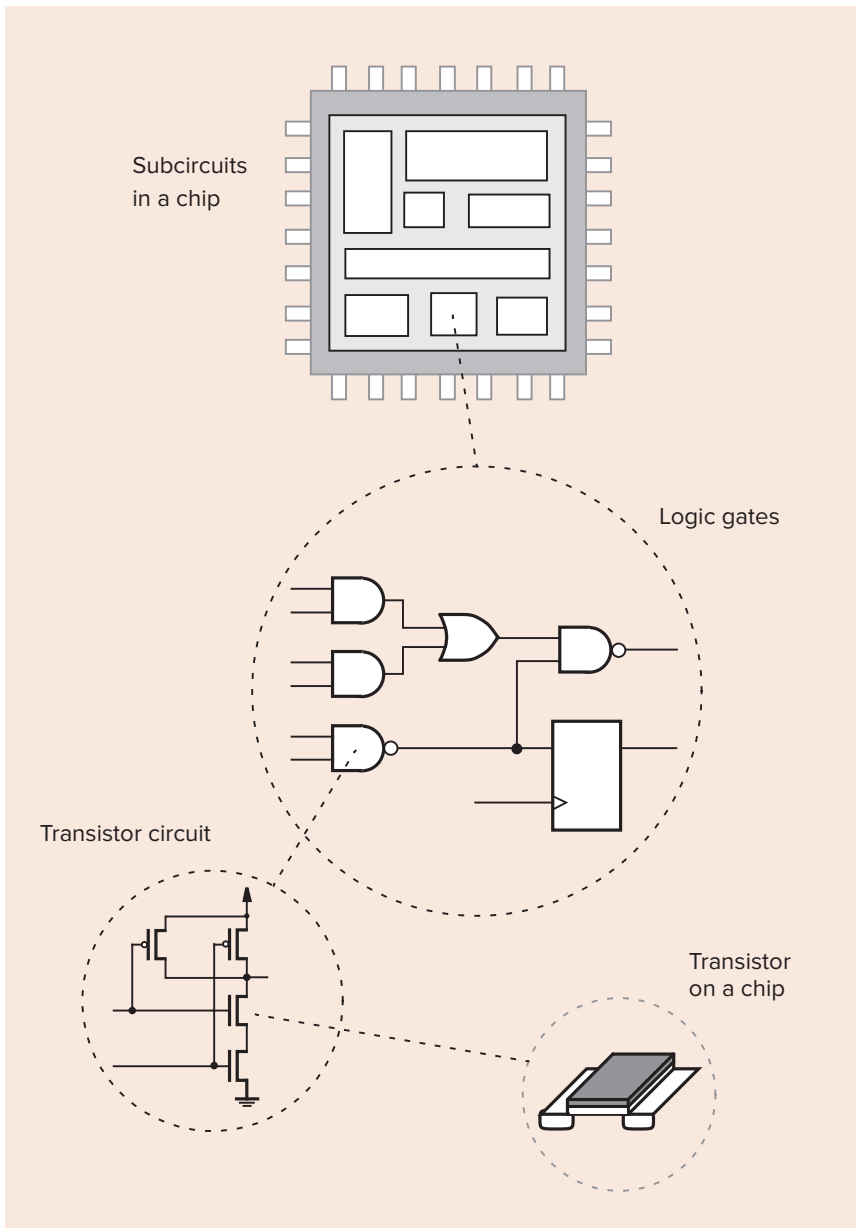 Subcircuits
in a chip
Logic gates
Transistor circuit
Transistor
on a chip